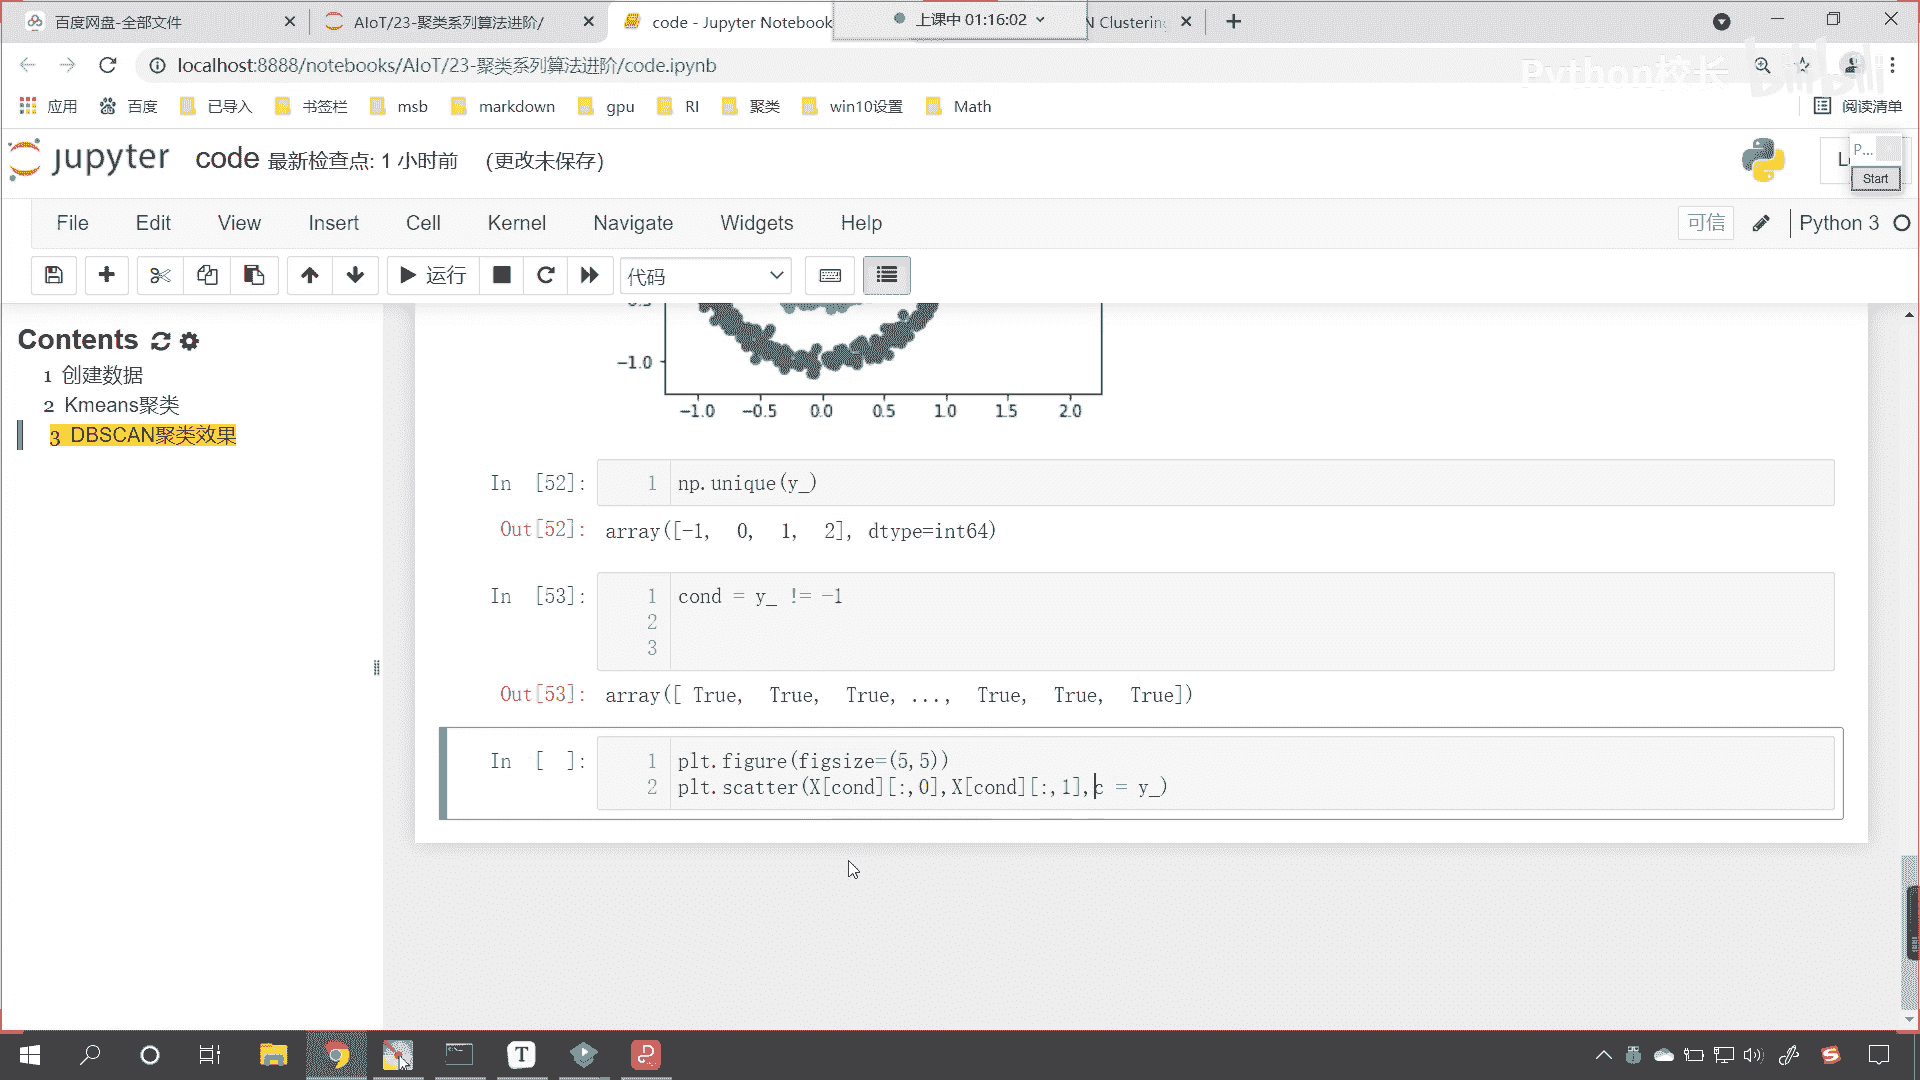 百度网盘-全部文件
AIoT/23-聚类系列算法进阶/
code - Jupyter Notebook
上课中 01:16:02
N Clustering
Python校长
bilibili
localhost:8888/notebooks/AIoT/23-聚类系列算法进阶/code.ipynb
应用
百度
已导入
书签栏
msb
markdown
gpu
RI
聚类
win10设置
Math
阅读清单
jupyter
code 最新检查点: 1 小时前 (更改未保存)
P...
Start
File Edit View Insert Cell Kernel Navigate Widgets Help
可信
Python 3
运行
代码
Contents
1 创建数据
2 Kmeans聚类
3 DBSCAN聚类效果
−1.0
−1.0 −0.5 0.0 0.5 1.0 1.5 2.0
In [52]: 1 np.unique(y_)
Out[52]: array([-1, 0, 1, 2], dtype=int64)
In [53]: 1 cond = y_ != -1
2
3
Out[53]: array([ True, True, True, ..., True, True, True])
In [ ]: 1 plt.figure(figsize=(5,5))
2 plt.scatter(X[cond][:,0],X[cond][:,1],c = y_)